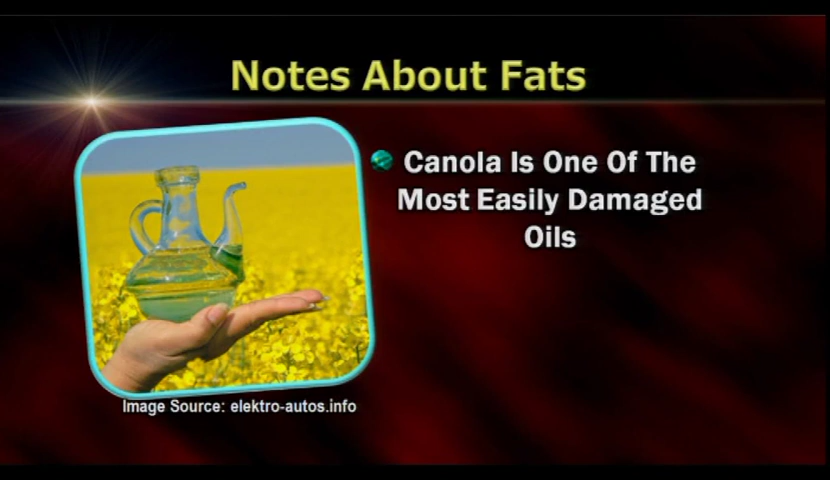 Notes About Fats
Canola Is One Of The
Most Easily Damaged
Oils
Image Source: elektro-autos.info